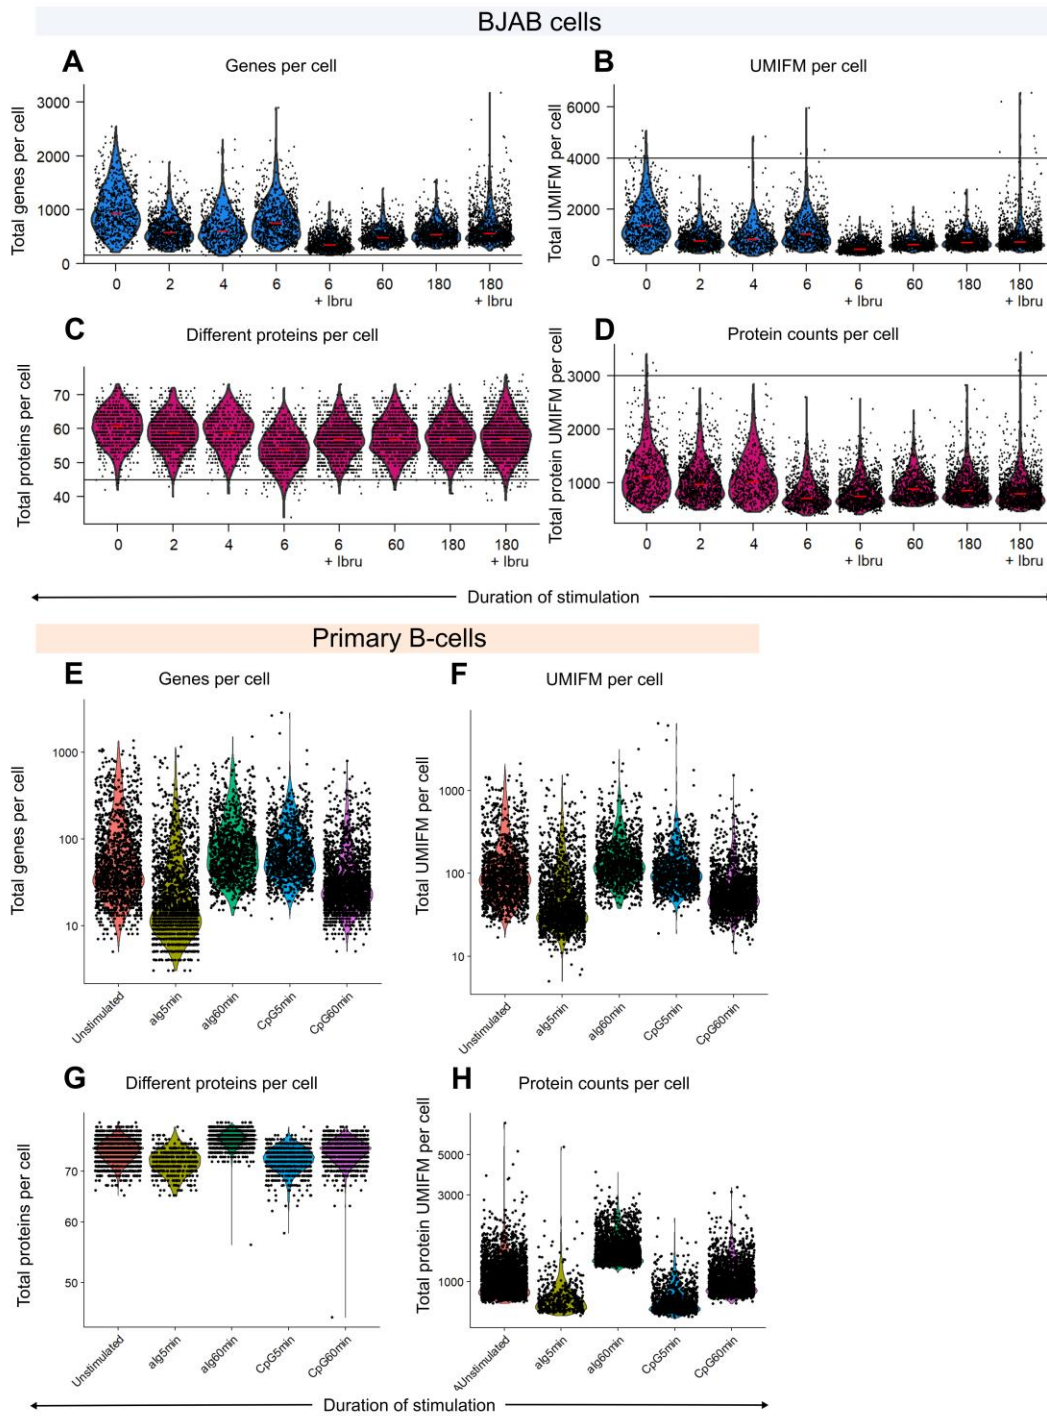 BJAB cells
A
Genes per cell
Total genes per cell
3000
2000
1000
0
0 2 4 6 6 60 180 180
+ Ibru + Ibru
B
UMIFM per cell
Total UMIFM per cell
6000
4000
2000
0
0 2 4 6 6 60 180 180
+ Ibru + Ibru
C
Different proteins per cell
Total proteins per cell
70
60
50
40
0 2 4 6 6 60 180 180
+ Ibru + Ibru
D
Protein counts per cell
Total protein UMIFM per cell
3000
2000
1000
0 2 4 6 6 60 180 180
+ Ibru + Ibru
Duration of stimulation
Primary B-cells
E
Genes per cell
Total genes per cell
1000
100
10
Unstimulated aIg5min aIg60min CpG5min CpG60min
F
UMIFM per cell
Total UMIFM per cell
1000
100
10
Unstimulated aIg5min aIg60min CpG5min CpG60min
G
Different proteins per cell
Total proteins per cell
70
60
50
Unstimulated aIg5min aIg60min CpG5min CpG60min
H
Protein counts per cell
Total protein UMIFM per cell
5000
3000
1000
AUnstimulated aIg5min aIg60min CpG5min CpG60min
Duration of stimulation